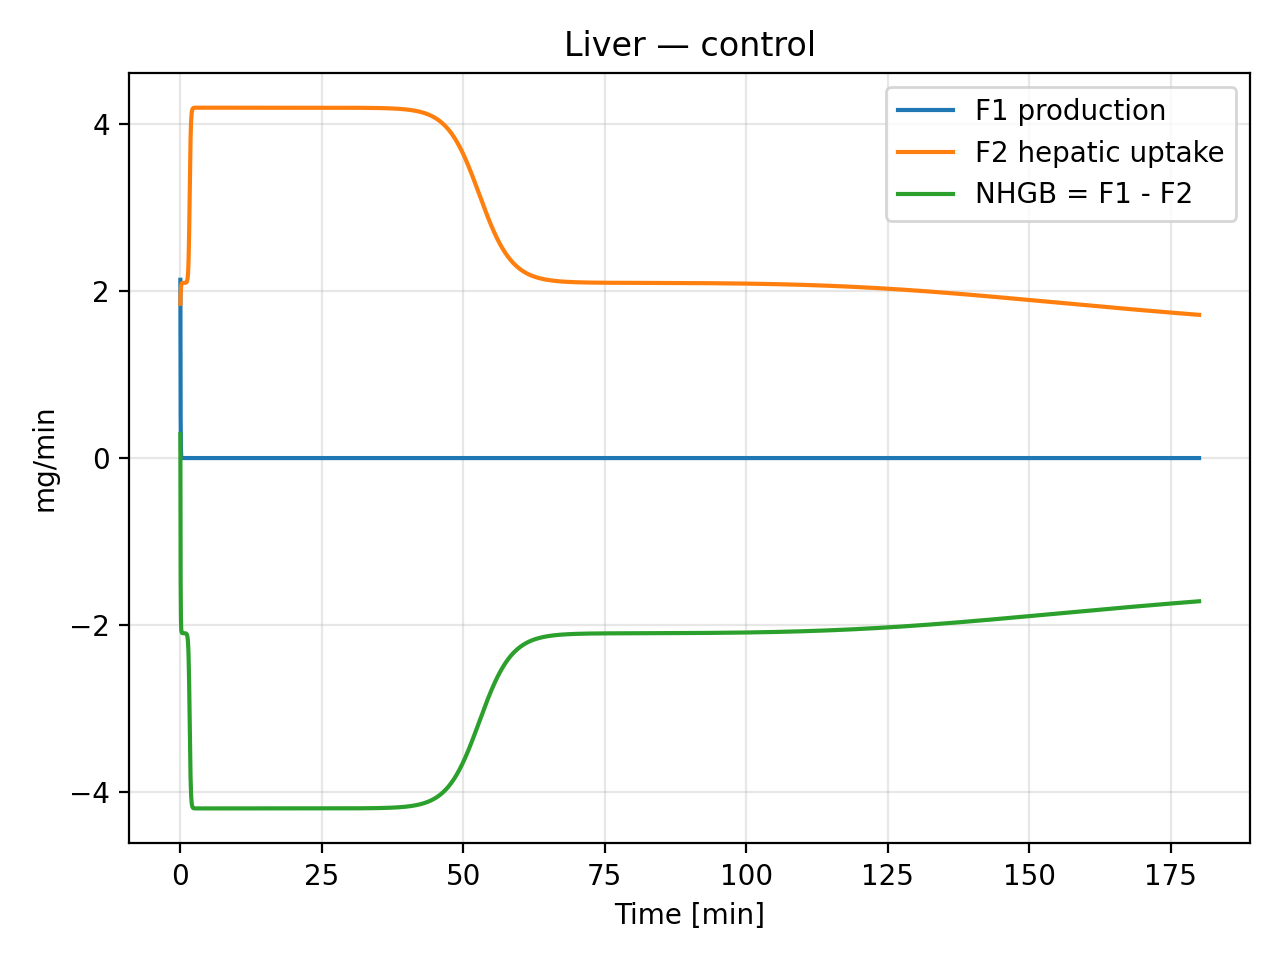 Liver — control
F1 production
F2 hepatic uptake
NHGB = F1 - F2
mg/min
4
2
0
−2
−4
0 25 50 75 100 125 150 175
Time [min]